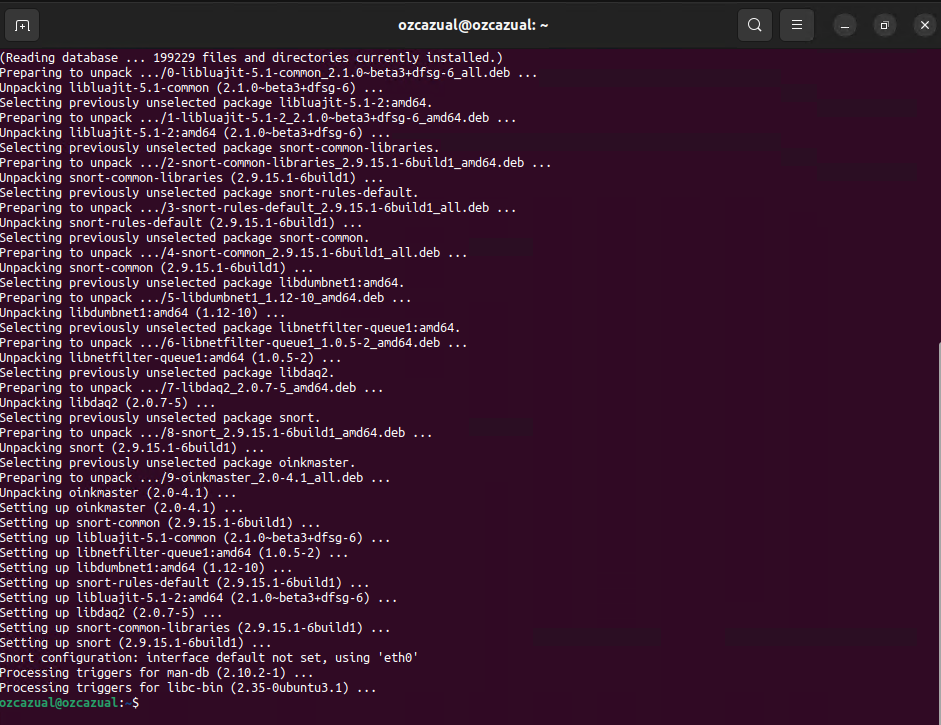 ozcazual@ozcazual: ~
(Reading database ... 199229 files and directories currently installed.)
Preparing to unpack .../0-libluajit-5.1-common_2.1.0~beta3+dfsg-6_all.deb ...
Unpacking libluajit-5.1-common (2.1.0~beta3+dfsg-6) ...
Selecting previously unselected package libluajit-5.1-2:amd64.
Preparing to unpack .../1-libluajit-5.1-2_2.1.0~beta3+dfsg-6_amd64.deb ...
Unpacking libluajit-5.1-2:amd64 (2.1.0~beta3+dfsg-6) ...
Selecting previously unselected package snort-common-libraries.
Preparing to unpack .../2-snort-common-libraries_2.9.15.1-6build1_amd64.deb ...
Unpacking snort-common-libraries (2.9.15.1-6build1) ...
Selecting previously unselected package snort-rules-default.
Preparing to unpack .../3-snort-rules-default_2.9.15.1-6build1_all.deb ...
Unpacking snort-rules-default (2.9.15.1-6build1) ...
Selecting previously unselected package snort-common.
Preparing to unpack .../4-snort-common_2.9.15.1-6build1_all.deb ...
Unpacking snort-common (2.9.15.1-6build1) ...
Selecting previously unselected package libdumbnet1:amd64.
Preparing to unpack .../5-libdumbnet1_1.12-10_amd64.deb ...
Unpacking libdumbnet1:amd64 (1.12-10) ...
Selecting previously unselected package libnetfilter-queue1:amd64.
Preparing to unpack .../6-libnetfilter-queue1_1.0.5-2_amd64.deb ...
Unpacking libnetfilter-queue1:amd64 (1.0.5-2) ...
Selecting previously unselected package libdaq2.
Preparing to unpack .../7-libdaq2_2.0.7-5_amd64.deb ...
Unpacking libdaq2 (2.0.7-5) ...
Selecting previously unselected package snort.
Preparing to unpack .../8-snort_2.9.15.1-6build1_amd64.deb ...
Unpacking snort (2.9.15.1-6build1) ...
Selecting previously unselected package oinkmaster.
Preparing to unpack .../9-oinkmaster_2.0-4.1_all.deb ...
Unpacking oinkmaster (2.0-4.1) ...
Setting up oinkmaster (2.0-4.1) ...
Setting up snort-common (2.9.15.1-6build1) ...
Setting up libluajit-5.1-common (2.1.0~beta3+dfsg-6) ...
Setting up libnetfilter-queue1:amd64 (1.0.5-2) ...
Setting up libdumbnet1:amd64 (1.12-10) ...
Setting up snort-rules-default (2.9.15.1-6build1) ...
Setting up libluajit-5.1-2:amd64 (2.1.0~beta3+dfsg-6) ...
Setting up libdaq2 (2.0.7-5) ...
Setting up snort-common-libraries (2.9.15.1-6build1) ...
Setting up snort (2.9.15.1-6build1) ...
Snort configuration: interface default not set, using 'eth0'
Processing triggers for man-db (2.10.2-1) ...
Processing triggers for libc-bin (2.35-0ubuntu3.1) ...
ozcazual@ozcazual:~$